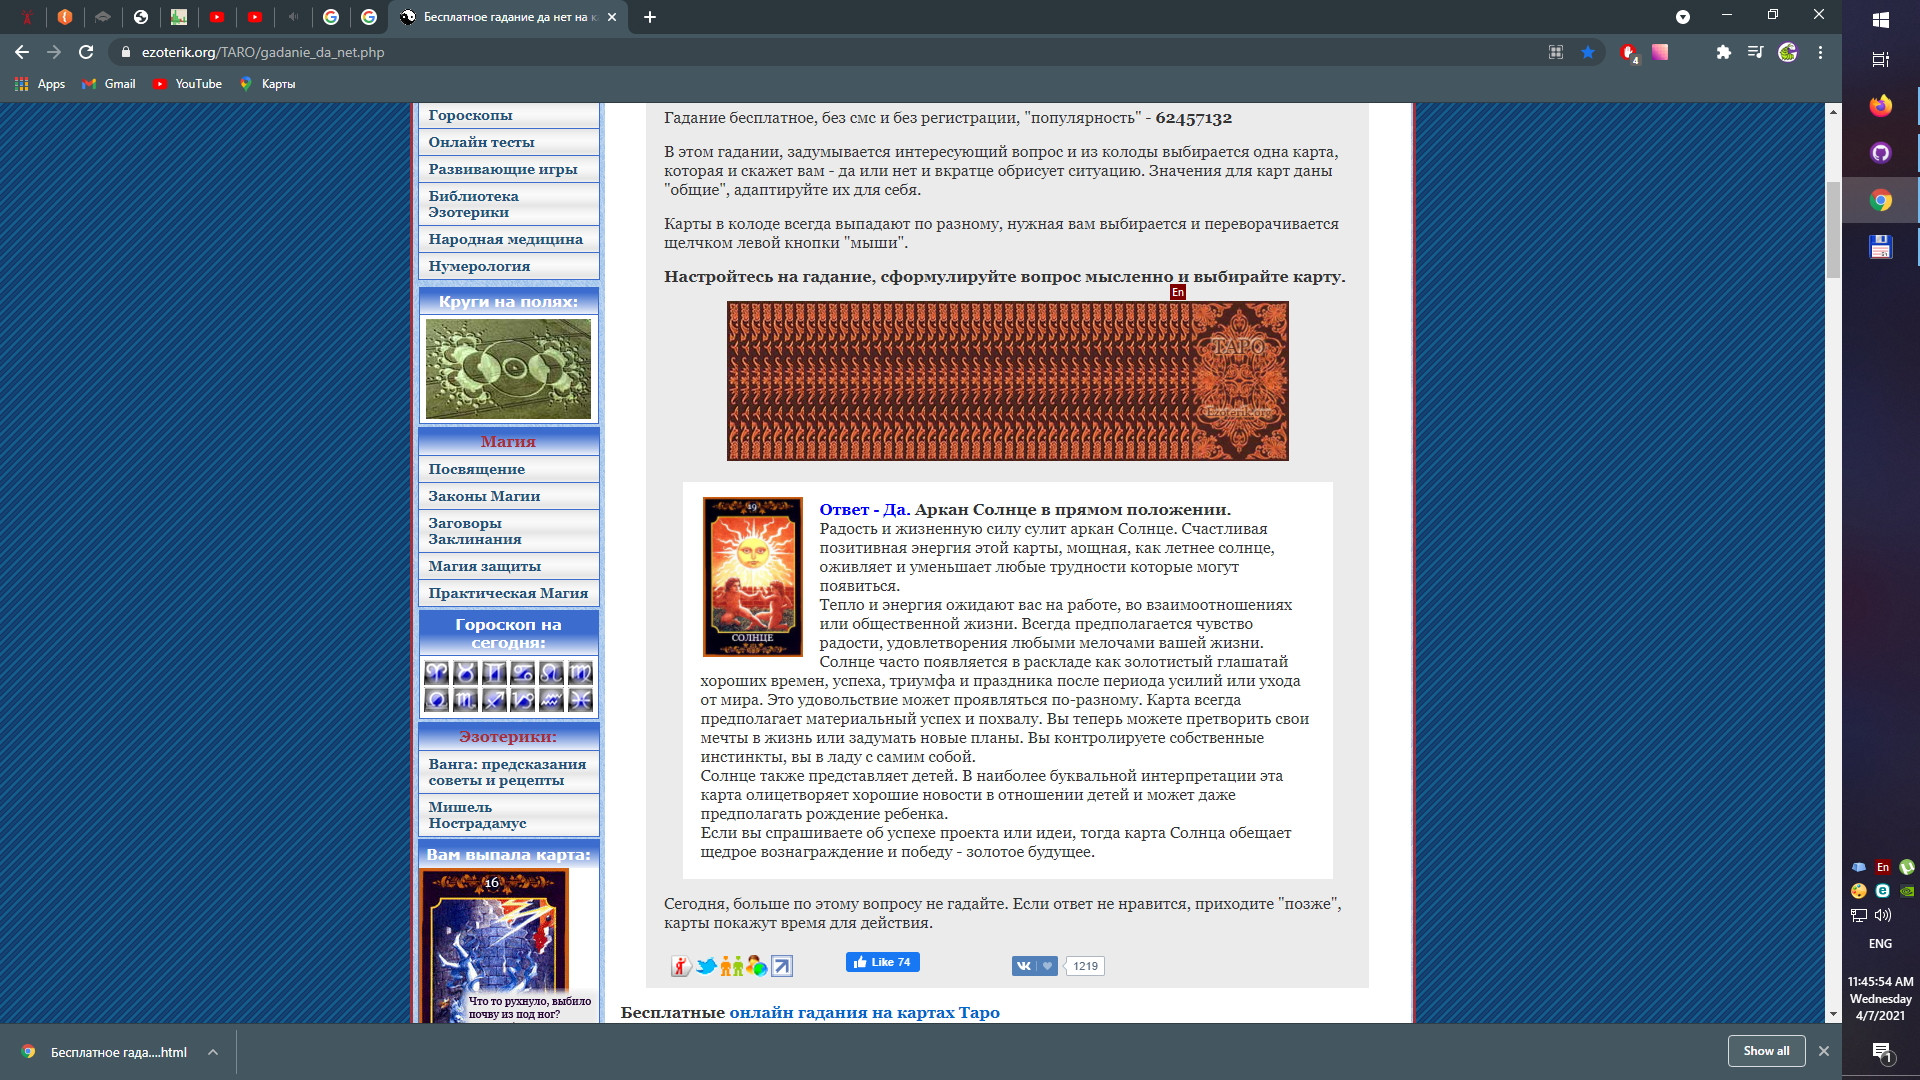 Бесплатное гадание да нет на к
ezoterik.org/TARO/gadanie_da_net.php
4
Apps
Gmail
YouTube
Карты
Гороскопы
Онлайн тесты
Развивающие игры
Библиотека
Эзотерики
Народная медицина
Нумерология
Круги на полях:
Магия
Посвящение
Законы Магии
Заговоры
Заклинания
Магия защиты
Практическая Магия
Гороскоп на
сегодня:
Эзотерики:
Ванга: предсказания
советы и рецепты
Мишель
Нострадамус
Вам выпала карта:
16
Что то рухнуло, выбило
почву из под ног?
Гадание бесплатное, без смс и без регистрации, "популярность" - 62457132
В этом гадании, задумывается интересующий вопрос и из колоды выбирается одна карта,
которая и скажет вам - да или нет и вкратце обрисует ситуацию. Значения для карт даны
"общие", адаптируйте их для себя.
Карты в колоде всегда выпадают по разному, нужная вам выбирается и переворачивается
щелчком левой кнопки "мыши".
Настройтесь на гадание, сформулируйте вопрос мысленно и выбирайте карту.
En
ТАРО
Ezoterik.org
19
СОЛНЦЕ
Ответ - Да. Аркан Солнце в прямом положении.
Радость и жизненную силу сулит аркан Солнце. Счастливая
позитивная энергия этой карты, мощная, как летнее солнце,
оживляет и уменьшает любые трудности которые могут
появиться.
Тепло и энергия ожидают вас на работе, во взаимоотношениях
или общественной жизни. Всегда предполагается чувство
радости, удовлетворения любыми мелочами вашей жизни.
Солнце часто появляется в раскладе как золотистый глашатай
хороших времен, успеха, триумфа и праздника после периода усилий или ухода
от мира. Это удовольствие может проявляться по-разному. Карта всегда
предполагает материальный успех и похвалу. Вы теперь можете претворить свои
мечты в жизнь или задумать новые планы. Вы контролируете собственные
инстинкты, вы в ладу с самим собой.
Солнце также представляет детей. В наиболее буквальной интерпретации эта
карта олицетворяет хорошие новости в отношении детей и может даже
предполагать рождение ребенка.
Если вы спрашиваете об успехе проекта или идеи, тогда карта Солнца обещает
щедрое вознаграждение и победу - золотое будущее.
Сегодня, больше по этому вопросу не гадайте. Если ответ не нравится, приходите "позже",
карты покажут время для действия.
Like 74
1219
Бесплатные онлайн гадания на картах Таро
Бесплатное гада....html
Show all
En
ENG
11:45:54 AM
Wednesday
4/7/2021
1